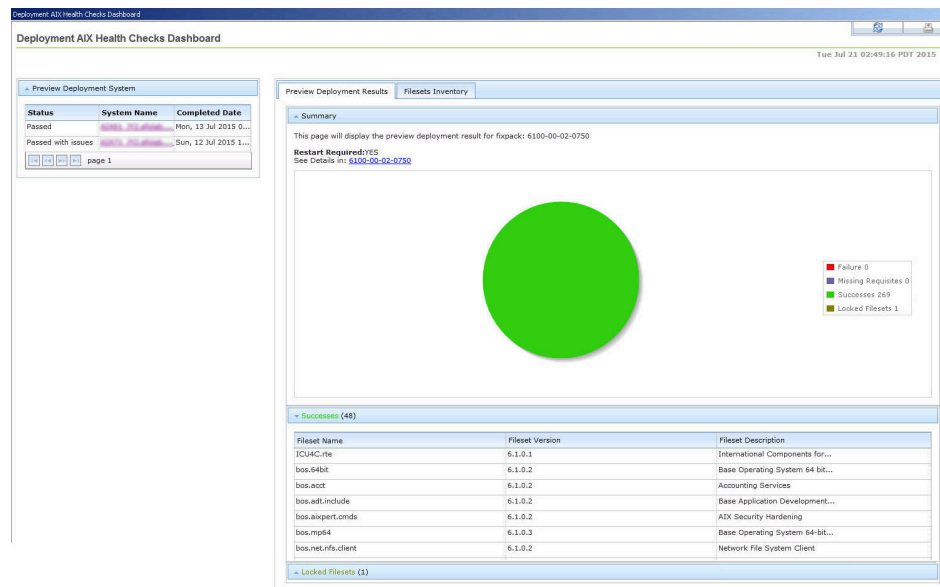 Deployment AIX Health Checks Dashboard
Deployment AIX Health Checks Dashboard
Tue Jul 21 02:49:16 PDT 2015
Preview Deployment System
Status System Name Completed Date
Passed Mon, 13 Jul 2015 0...
Passed with issues Sun, 12 Jul 2015 1...
page 1
Preview Deployment Results Filesets Inventory
Summary
This page will display the preview deployment result for fixpack: 6100-00-02-0750
Restart Required:YES
See Details in: 6100-00-02-0750
Failure 0
Missing Requisites 0
Successes 269
Locked Filesets 1
Successes (48)
Fileset Name Fileset Version Fileset Description
ICU4C.rte 6.1.0.1 International Components for...
bos.64bit 6.1.0.2 Base Operating System 64 bit...
bos.acct 6.1.0.2 Accounting Services
bos.adt.include 6.1.0.2 Base Application Development...
bos.aixpert.cmds 6.1.0.2 AIX Security Hardening
bos.mp64 6.1.0.3 Base Operating System 64-bit...
bos.net.nfs.client 6.1.0.2 Network File System Client
Locked Filesets (1)